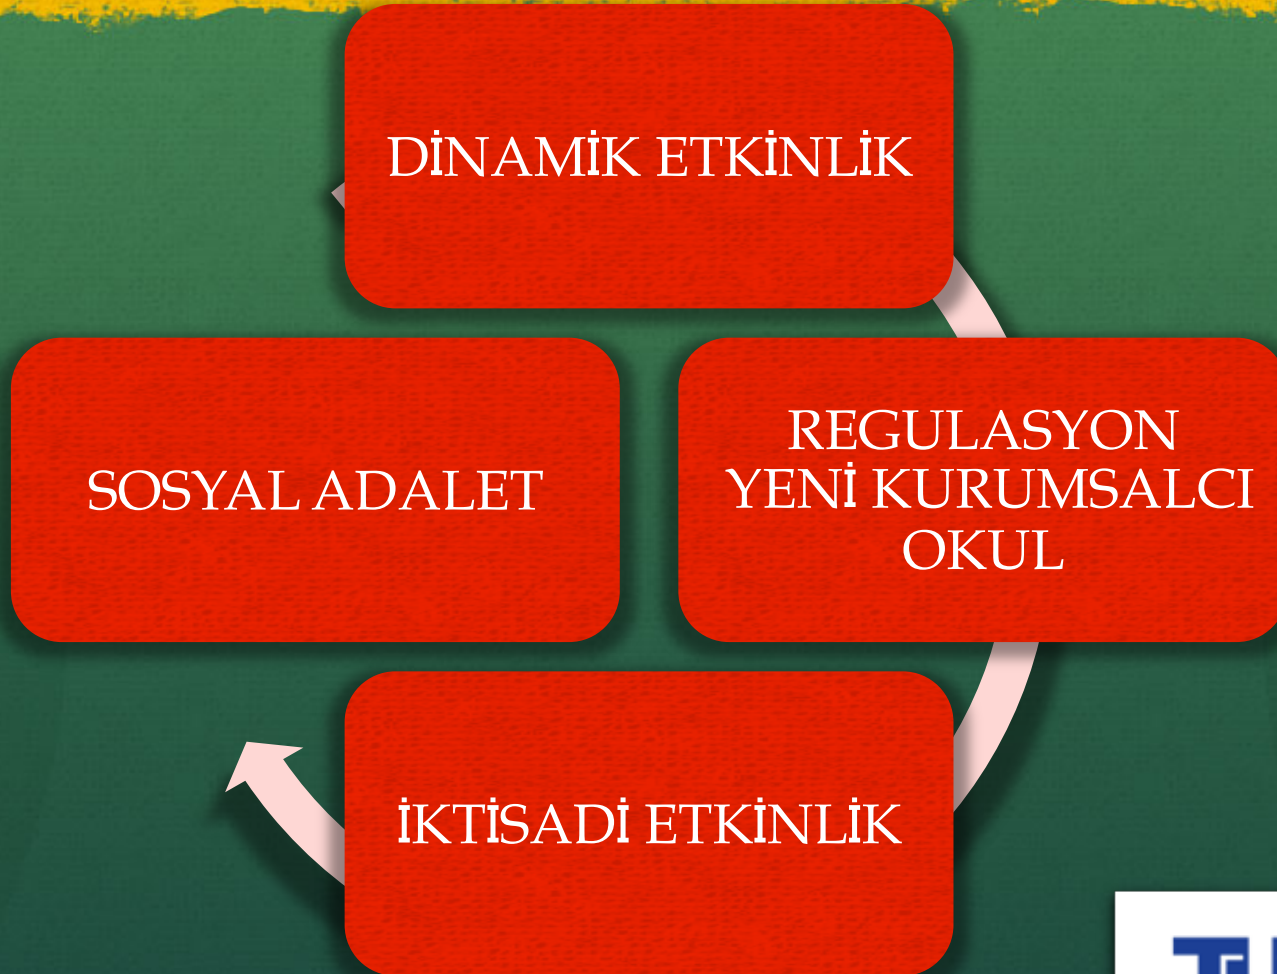 DİNAMİK ETKİNLİK
REGULASYON
YENİ KURUMSALCI
OKUL
İKTİSADİ ETKİNLİK
SOSYAL ADALET